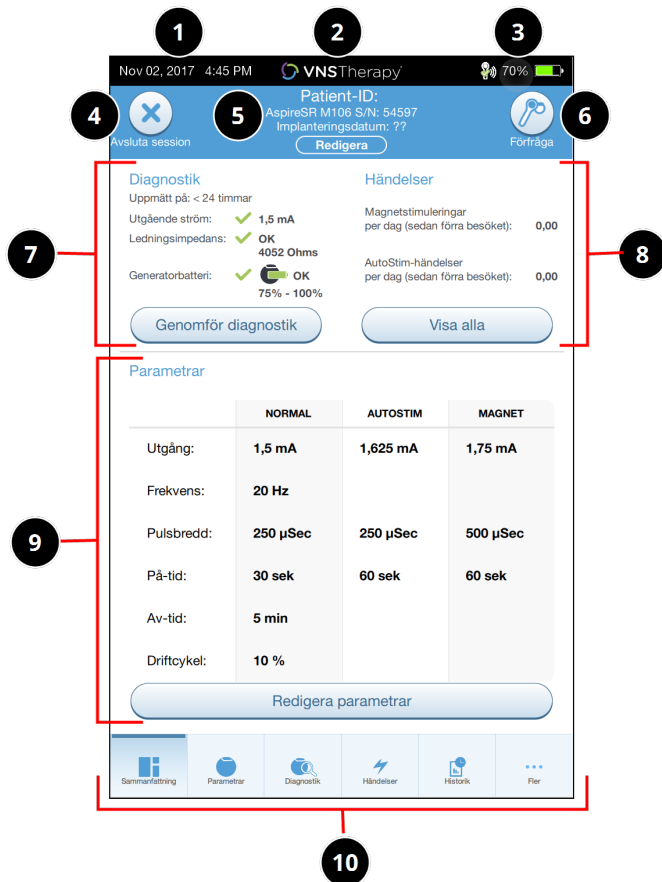 1
2
3
Nov 02, 2017 4:45 PM VNSTherapy 70%
4
5
6
Patient-ID:
AspireSR M106 S/N: 54597
Implanteringsdatum: ??
Redigera
Avsluta session
Förfråga
7
8
Diagnostik
Uppmätt på: < 24 timmar
Utgående ström: 1,5 mA
Ledningsimpedans: OK
4052 Ohms
Generatorbatteri: OK
75% - 100%
Genomför diagnostik
Händelser
Magnetstimuleringar
per dag (sedan förra besöket): 0,00
AutoStim-händelser
per dag (sedan förra besöket): 0,00
Visa alla
9
Parametrar
NORMAL AUTOSTIM MAGNET
Utgång: 1,5 mA 1,625 mA 1,75 mA
Frekvens: 20 Hz
Pulsbredd: 250 µSec 250 µSec 500 µSec
På-tid: 30 sek 60 sek 60 sek
Av-tid: 5 min
Driftcykel: 10 %
Redigera parametrar
Sammanfattning Parametrar Diagnostik Händelser Historik Fler
10